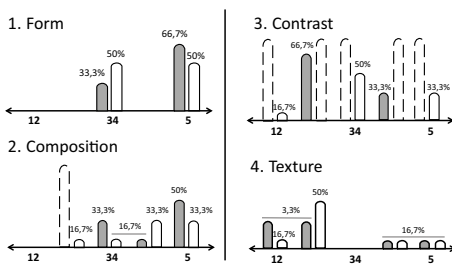 1. Form
33,3% 50% 66,7% 50%
12 34 5
2. Composition
16,7% 33,3% 16,7% 33,3% 50% 33,3%
12 34 5
3. Contrast
16,7% 66,7% 50% 33,3% 33,3%
12 34 5
4. Texture
3,3% 16,7% 50% 16,7%
12 34 5